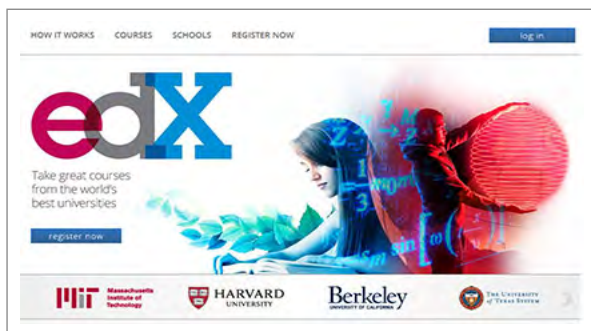 HOW IT WORKS COURSES SCHOOLS REGISTER NOW log in
edX
Take great courses
from the world's
best universities
register now
MIT Massachusetts
Institute of
Technology
HARVARD
UNIVERSITY
Berkeley
UNIVERSITY OF CALIFORNIA
THE UNIVERSITY
of TEXAS SYSTEM